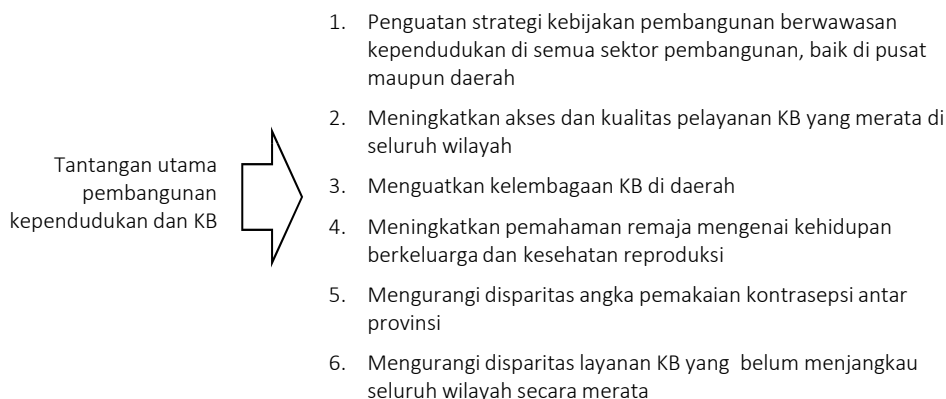 Tantangan utama
pembangunan
kependudukan dan KB
1. Penguatan strategi kebijakan pembangunan berwawasan
kependudukan di semua sektor pembangunan, baik di pusat
maupun daerah
2. Meningkatkan akses dan kualitas pelayanan KB yang merata di
seluruh wilayah
3. Menguatkan kelembagaan KB di daerah
4. Meningkatkan pemahaman remaja mengenai kehidupan
berkeluarga dan kesehatan reproduksi
5. Mengurangi disparitas angka pemakaian kontrasepsi antar
provinsi
6. Mengurangi disparitas layanan KB yang belum menjangkau
seluruh wilayah secara merata